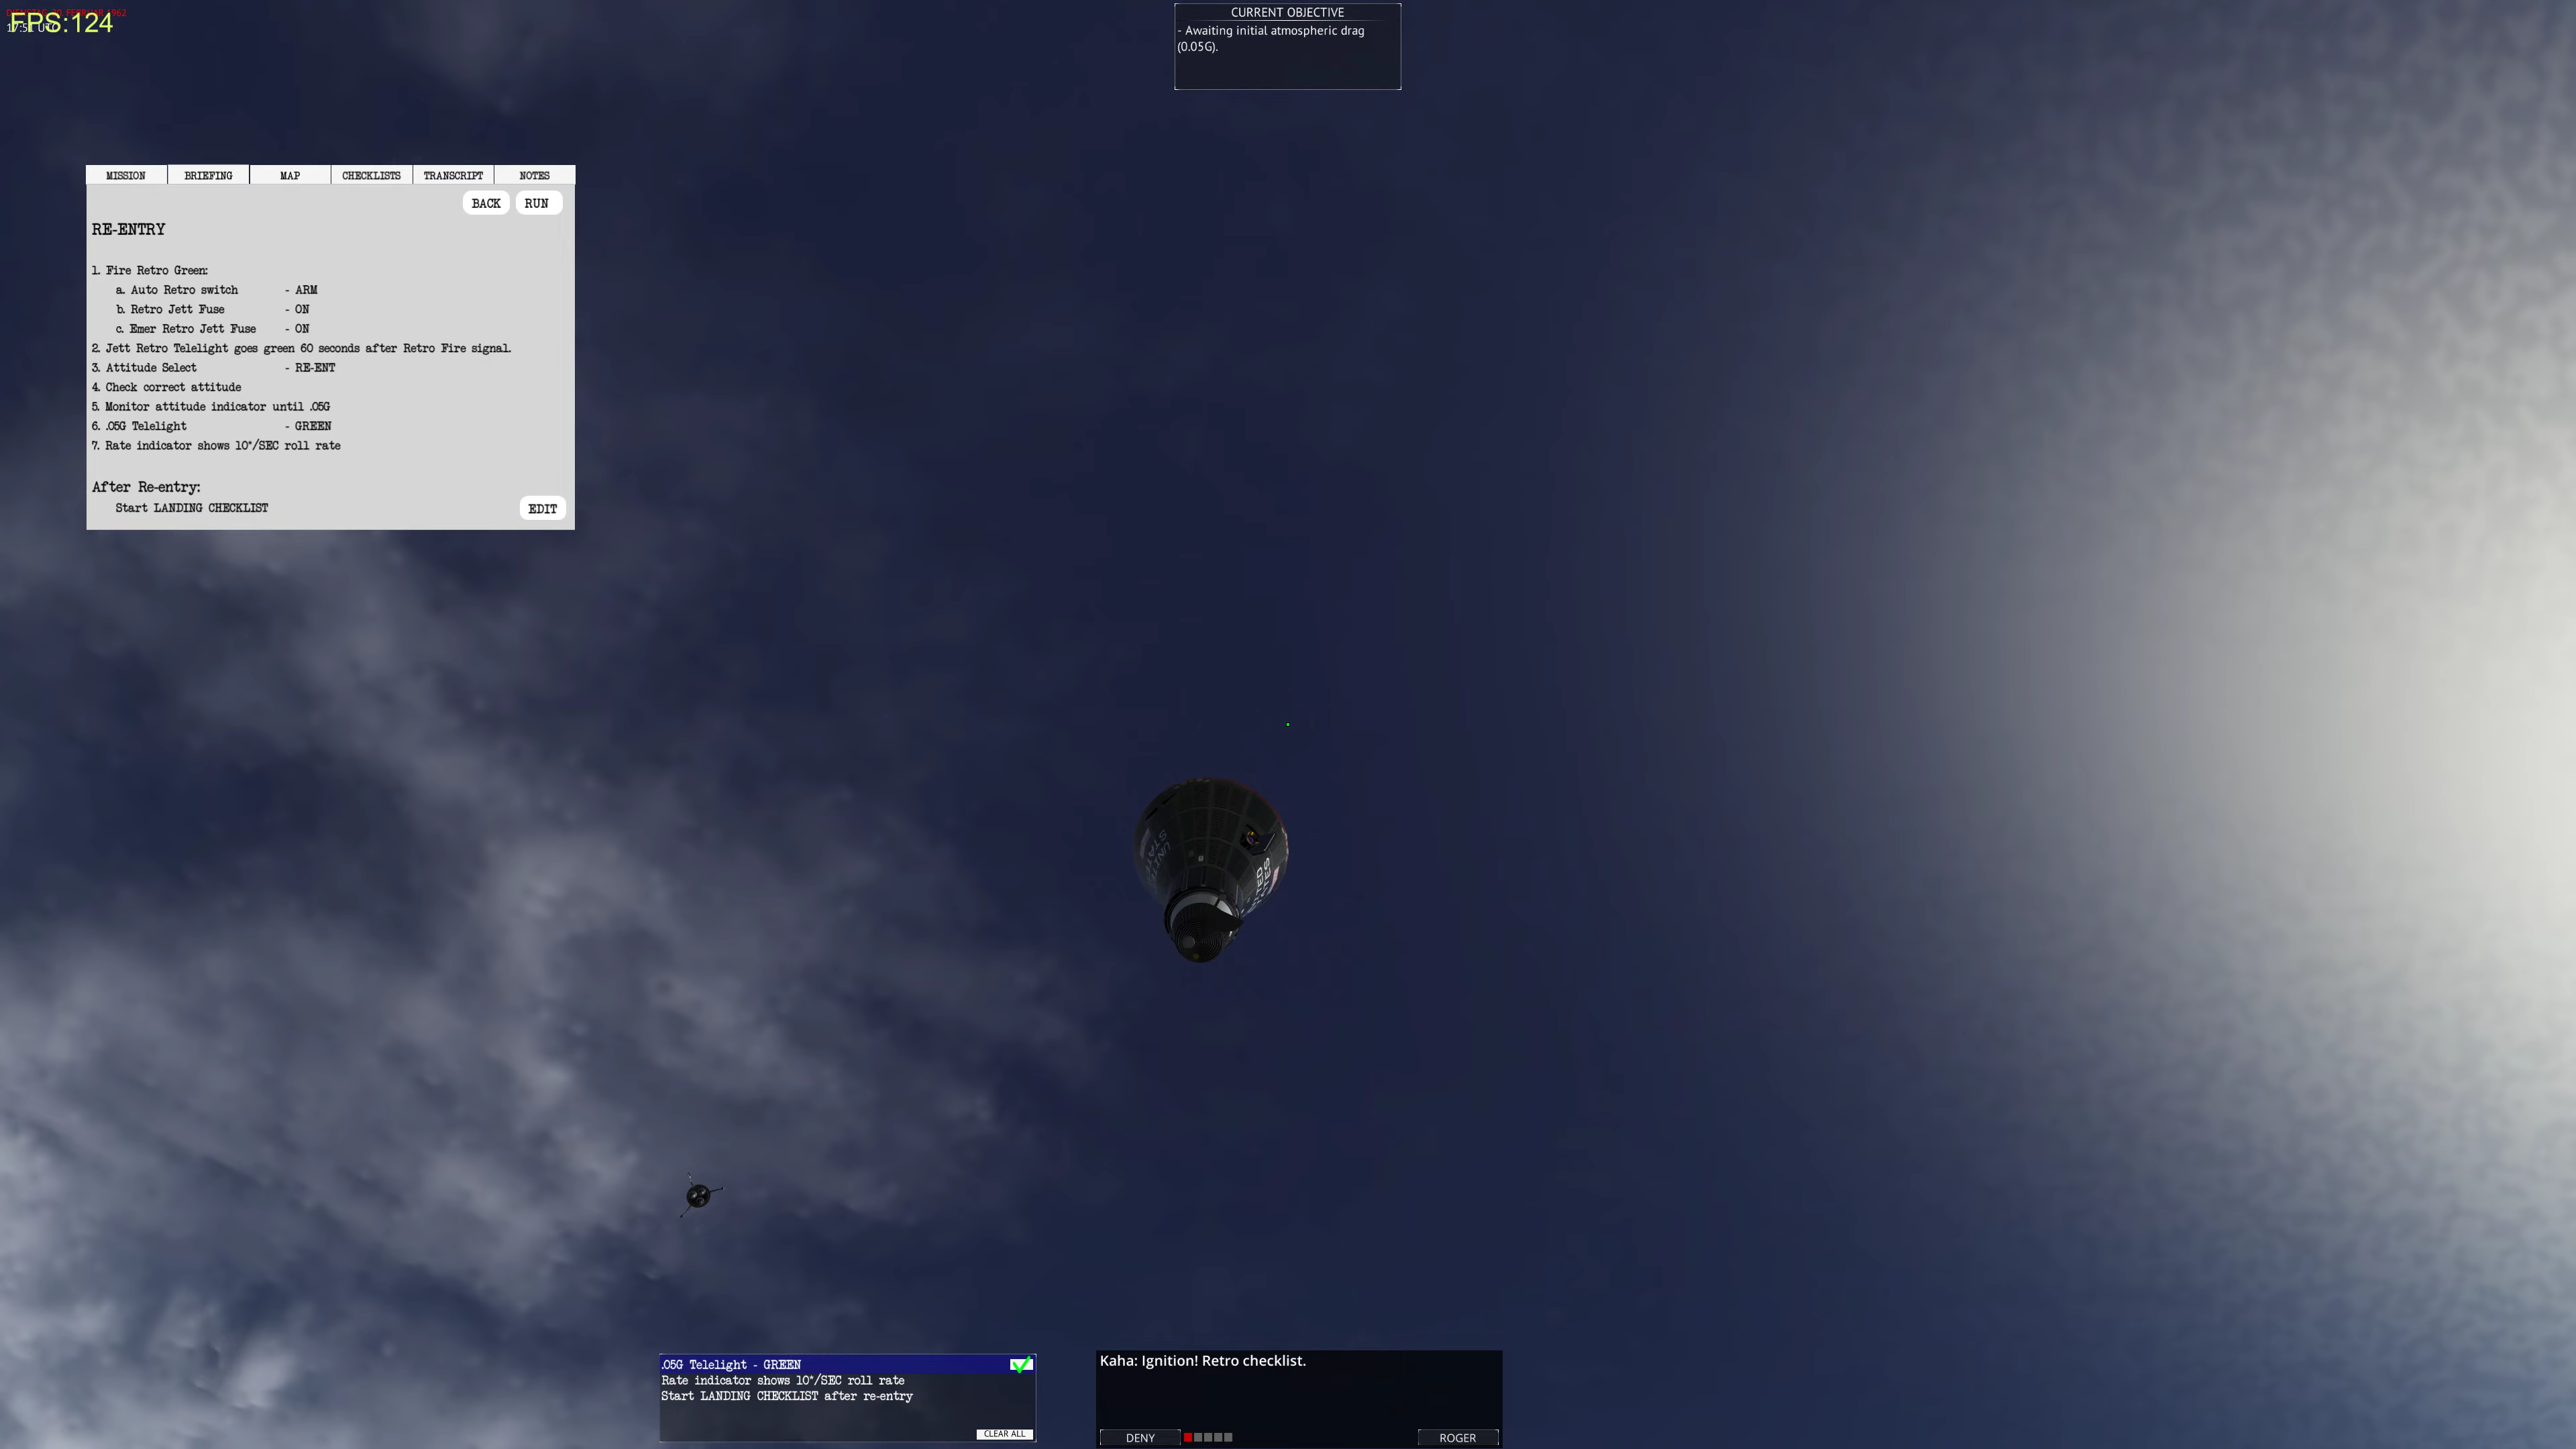 FPS:124
CURRENT OBJECTIVE
- Awaiting initial atmospheric drag
(0.05G).
MISSION BRIEFING MAP CHECKLISTS TRANSCRIPT NOTES
BACK RUN
RE-ENTRY
1. Fire Retro Green:
a. Auto Retro switch - ARM
b. Retro Jett Fuse - ON
c. Emer Retro Jett Fuse - ON
2. Jett Retro Telelight goes green 60 seconds after Retro Fire signal.
3. Attitude Select - RE-ENT
4. Check correct attitude
5. Monitor attitude indicator until .05G
6. .05G Telelight - GREEN
7. Rate indicator shows 10°/SEC roll rate
After Re-entry:
Start LANDING CHECKLIST
EDIT
UNITED
STATES
.05G Telelight - GREEN
Rate indicator shows 10°/SEC roll rate
Start LANDING CHECKLIST after re-entry
CLEAR ALL
Kaha: Ignition! Retro checklist.
DENY ROGER